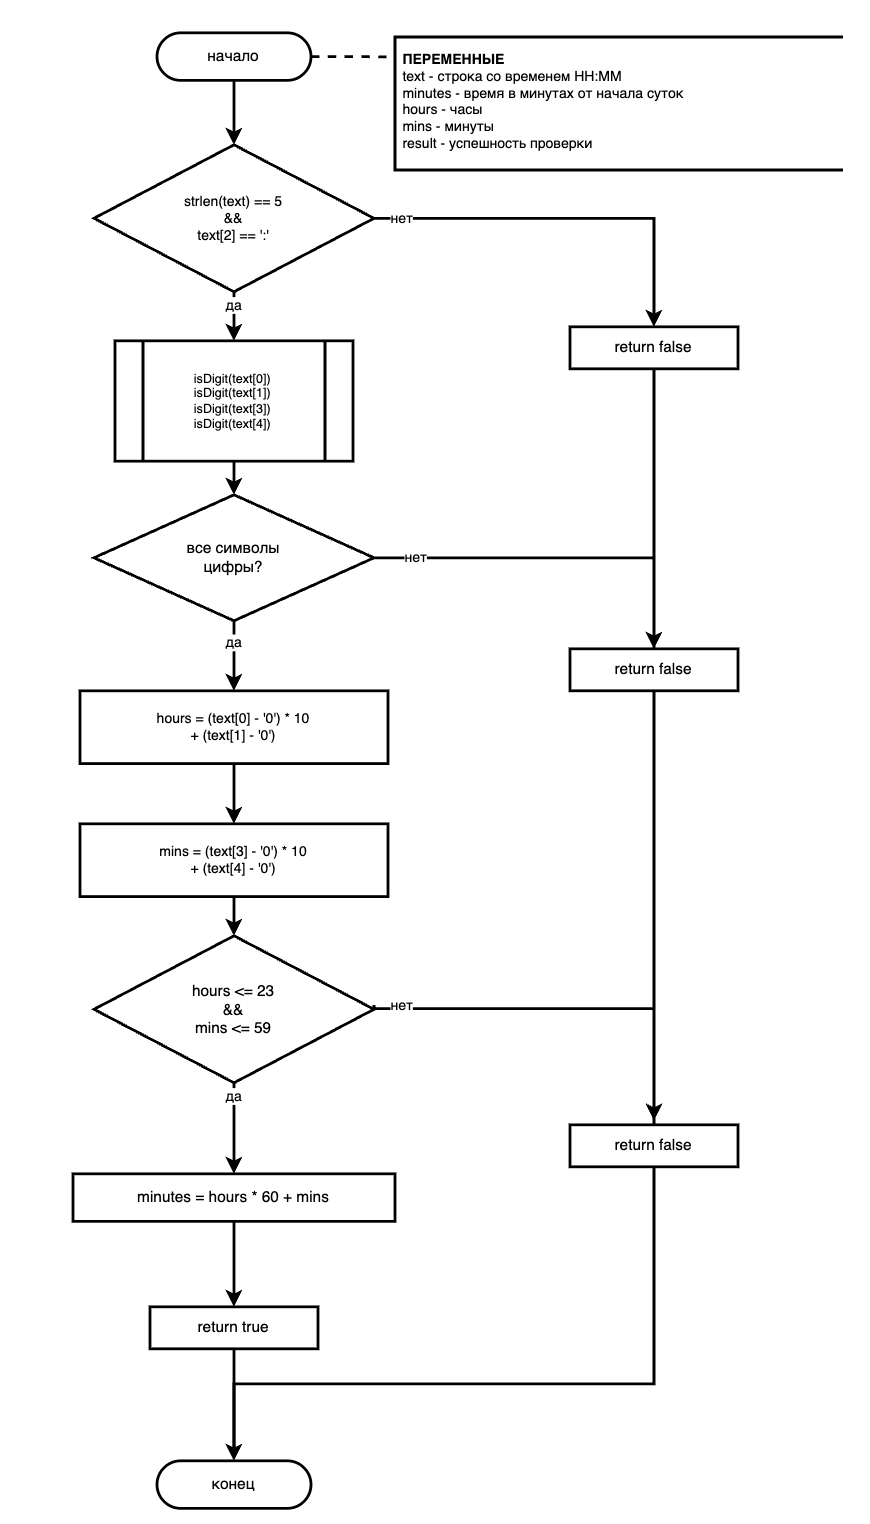 начало
ПЕРЕМЕННЫЕ
text - строка со временем HH:MM
minutes - время в минутах от начала суток
hours - часы
mins - минуты
result - успешность проверки
strlen(text) == 5
&&
text[2] == ':'
нет
да
return false
isDigit(text[0])
isDigit(text[1])
isDigit(text[3])
isDigit(text[4])
все символы
цифры?
нет
да
return false
hours = (text[0] - '0') * 10
+ (text[1] - '0')
mins = (text[3] - '0') * 10
+ (text[4] - '0')
hours <= 23
&&
mins <= 59
нет
да
return false
minutes = hours * 60 + mins
return true
конец